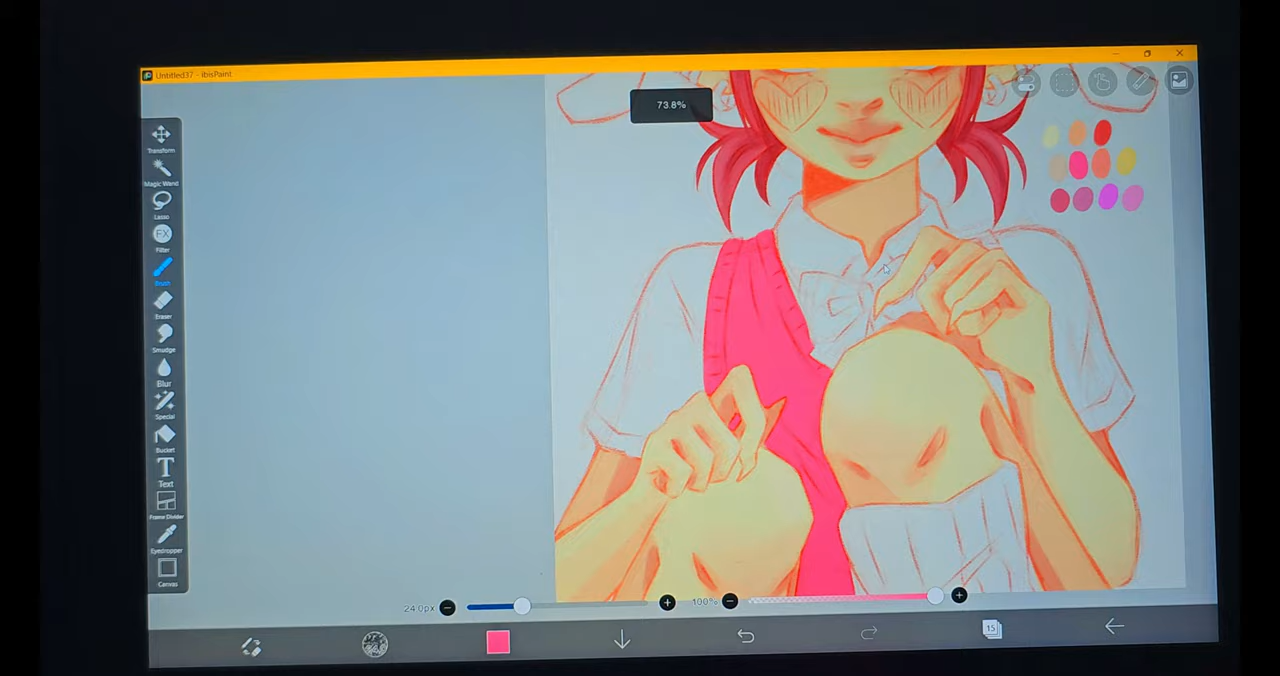 Untitled37 - ibisPaint
73.8%
Transform
Magic Wand
Lasso
FX
Filter
Brush
Eraser
Smudge
Blur
Special
Bucket
T
Text
Frame Divider
Eyedropper
Canvas
24.0px
100%
15